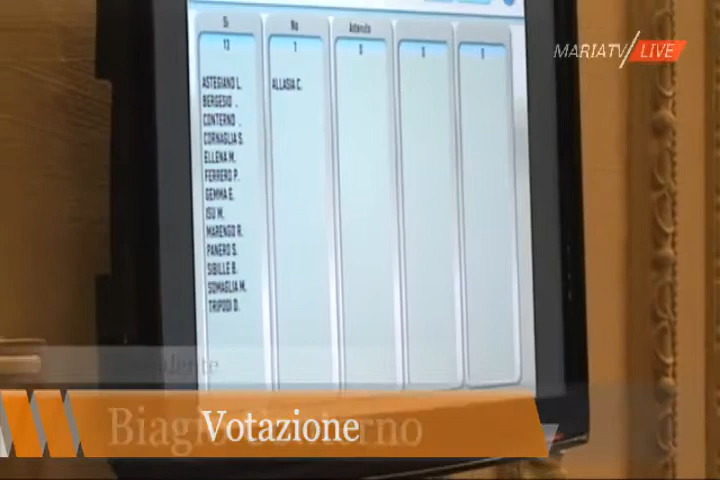 Si No Astenuto
13 1 0 0 0
ASTEGIANO L. ALLASIA C.
BERGESIO .
CONTERNO .
CORNAGLIA S.
ELLENA M.
FERRERO P.
GEMMA E.
ISU M.
MARENGO R.
PANERO S.
SIBILLE B.
SOMAGLIA M.
TRIPODI D.
MARIATV/LIVE
Votazione